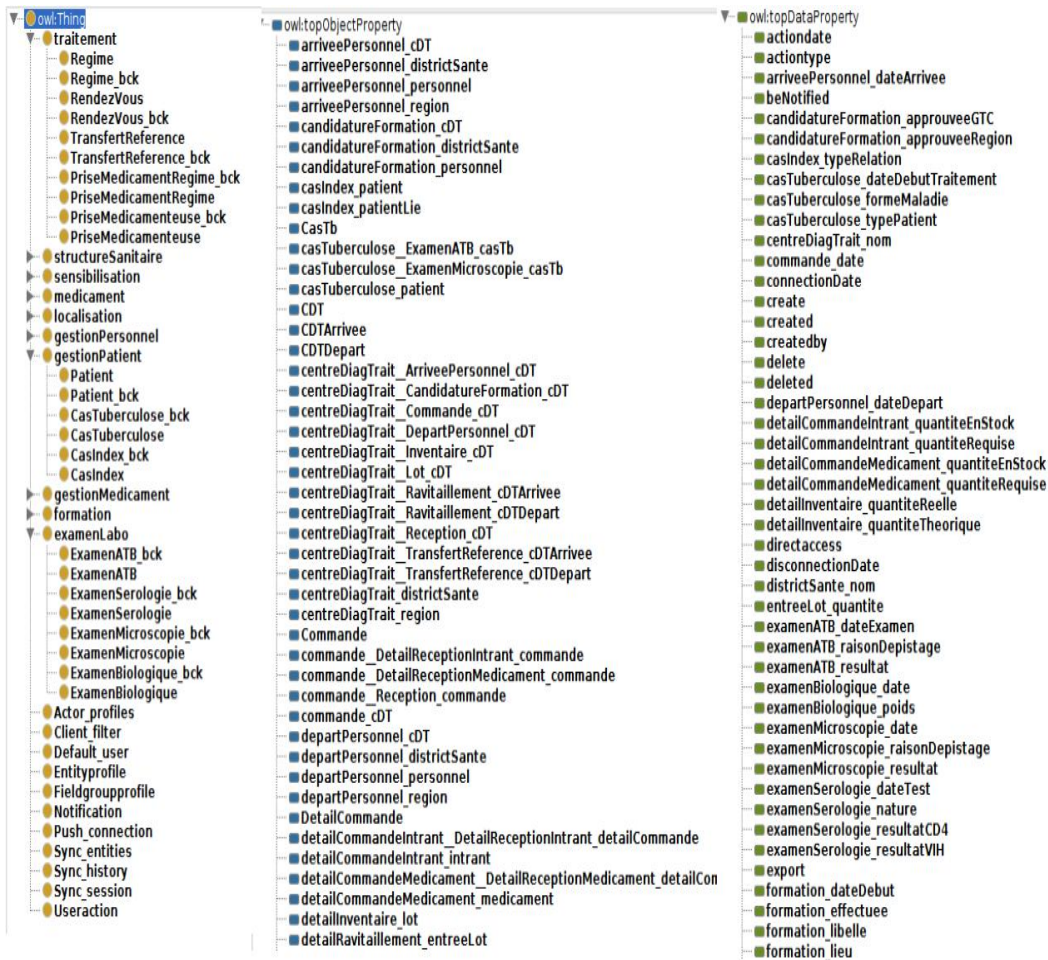 owl:Thing
traitement
Regime
Regime_bck
RendezVous
RendezVous_bck
TransfertReference
TransfertReference_bck
PriseMedicamentRegime_bck
PriseMedicamentRegime
PriseMedicamenteuse_bck
PriseMedicamenteuse
structureSanitaire
sensibilisation
medicament
localisation
gestionPersonnel
gestionPatient
Patient
Patient_bck
CasTuberculose_bck
CasTuberculose
CasIndex_bck
CasIndex
gestionMedicament
formation
examenLabo
ExamenATB_bck
ExamenATB
ExamenSerologie_bck
ExamenSerologie
ExamenMicroscopie_bck
ExamenMicroscopie
ExamenBiologique_bck
ExamenBiologique
Actor_profiles
Client_filter
Default_user
Entityprofile
Fieldgroupprofile
Notification
Push_connection
Sync_entities
Sync_history
Sync_session
Useraction
owl:topObjectProperty
arriveePersonnel_cDT
arriveePersonnel_districtSante
arriveePersonnel_personnel
arriveePersonnel_region
candidatureFormation_cDT
candidatureFormation_districtSante
candidatureFormation_personnel
casIndex_patient
casIndex_patientLie
CasTb
casTuberculose__ExamenATB_casTb
casTuberculose__ExamenMicroscopie_casTb
casTuberculose_patient
CDT
CDTArrivee
CDTDepart
centreDiagTrait__ArriveePersonnel_cDT
centreDiagTrait__CandidatureFormation_cDT
centreDiagTrait__Commande_cDT
centreDiagTrait__DepartPersonnel_cDT
centreDiagTrait__Inventaire_cDT
centreDiagTrait__Lot_cDT
centreDiagTrait__Ravitaillement_cDTArrivee
centreDiagTrait__Ravitaillement_cDTDepart
centreDiagTrait__Reception_cDT
centreDiagTrait__TransfertReference_cDTArrivee
centreDiagTrait__TransfertReference_cDTDepart
centreDiagTrait_districtSante
centreDiagTrait_region
Commande
commande__DetailReceptionIntrant_commande
commande__DetailReceptionMedicament_commande
commande__Reception_commande
commande_cDT
departPersonnel_cDT
departPersonnel_districtSante
departPersonnel_personnel
departPersonnel_region
DetailCommande
detailCommandeIntrant__DetailReceptionIntrant_detailCommande
detailCommandeIntrant_intrant
detailCommandeMedicament__DetailReceptionMedicament_detailCon
detailCommandeMedicament_medicament
detailInventaire_lot
detailRavitaillement_entreeLot
owl:topDataProperty
actiondate
actiontype
arriveePersonnel_dateArrivee
beNotified
candidatureFormation_approuveeGTC
candidatureFormation_approuveeRegion
casIndex_typeRelation
casTuberculose_dateDebutTraitement
casTuberculose_formeMaladie
casTuberculose_typePatient
centreDiagTrait_nom
commande_date
connectionDate
create
created
createdby
delete
deleted
departPersonnel_dateDepart
detailCommandeIntrant_quantiteEnStock
detailCommandeIntrant_quantiteRequise
detailCommandeMedicament_quantiteEnStock
detailCommandeMedicament_quantiteRequise
detailInventaire_quantiteReelle
detailInventaire_quantiteTheorique
directaccess
disconnectionDate
districtSante_nom
entreeLot_quantite
examenATB_dateExamen
examenATB_raisonDepistage
examenATB_resultat
examenBiologique_date
examenBiologique_poids
examenMicroscopie_date
examenMicroscopie_raisonDepistage
examenMicroscopie_resultat
examenSerologie_dateTest
examenSerologie_nature
examenSerologie_resultatCD4
examenSerologie_resultatVIH
export
formation_dateDebut
formation_effectuee
formation_libelle
formation_lieu